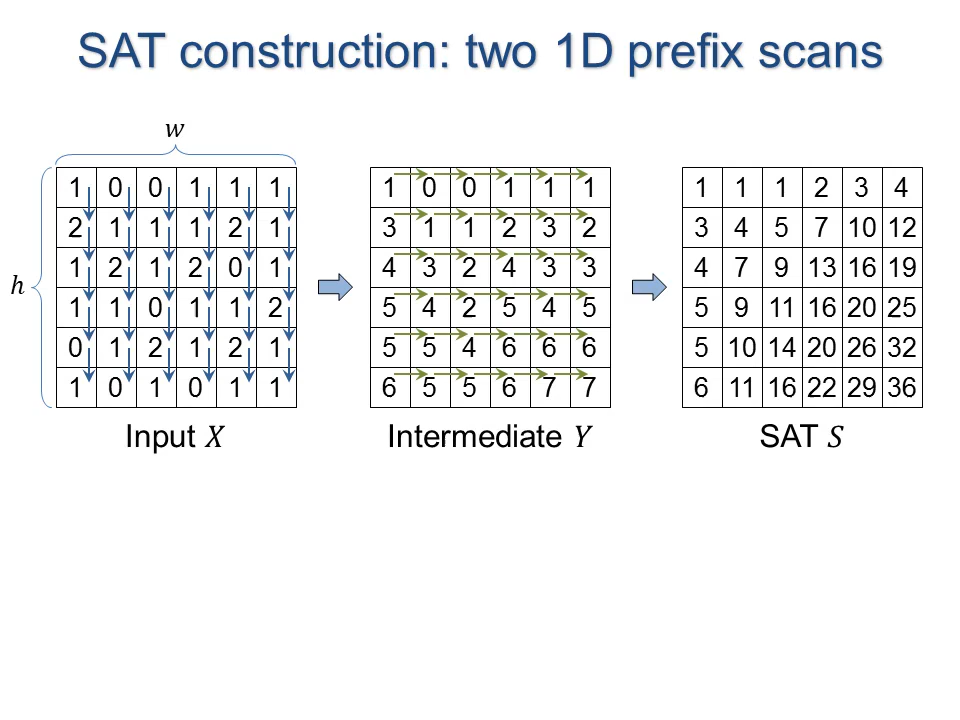 SAT construction: two 1D prefix scans
w
h
1 0 0 1 1 1
2 1 1 1 2 1
1 2 1 2 0 1
1 1 0 1 1 2
0 1 2 1 2 1
1 0 1 0 1 1
Input X
1 0 0 1 1 1
3 1 1 2 3 2
4 3 2 4 3 3
5 4 2 5 4 5
5 5 4 6 6 6
6 5 5 6 7 7
Intermediate Y
1 1 1 2 3 4
3 4 5 7 10 12
4 7 9 13 16 19
5 9 11 16 20 25
5 10 14 20 26 32
6 11 16 22 29 36
SAT S